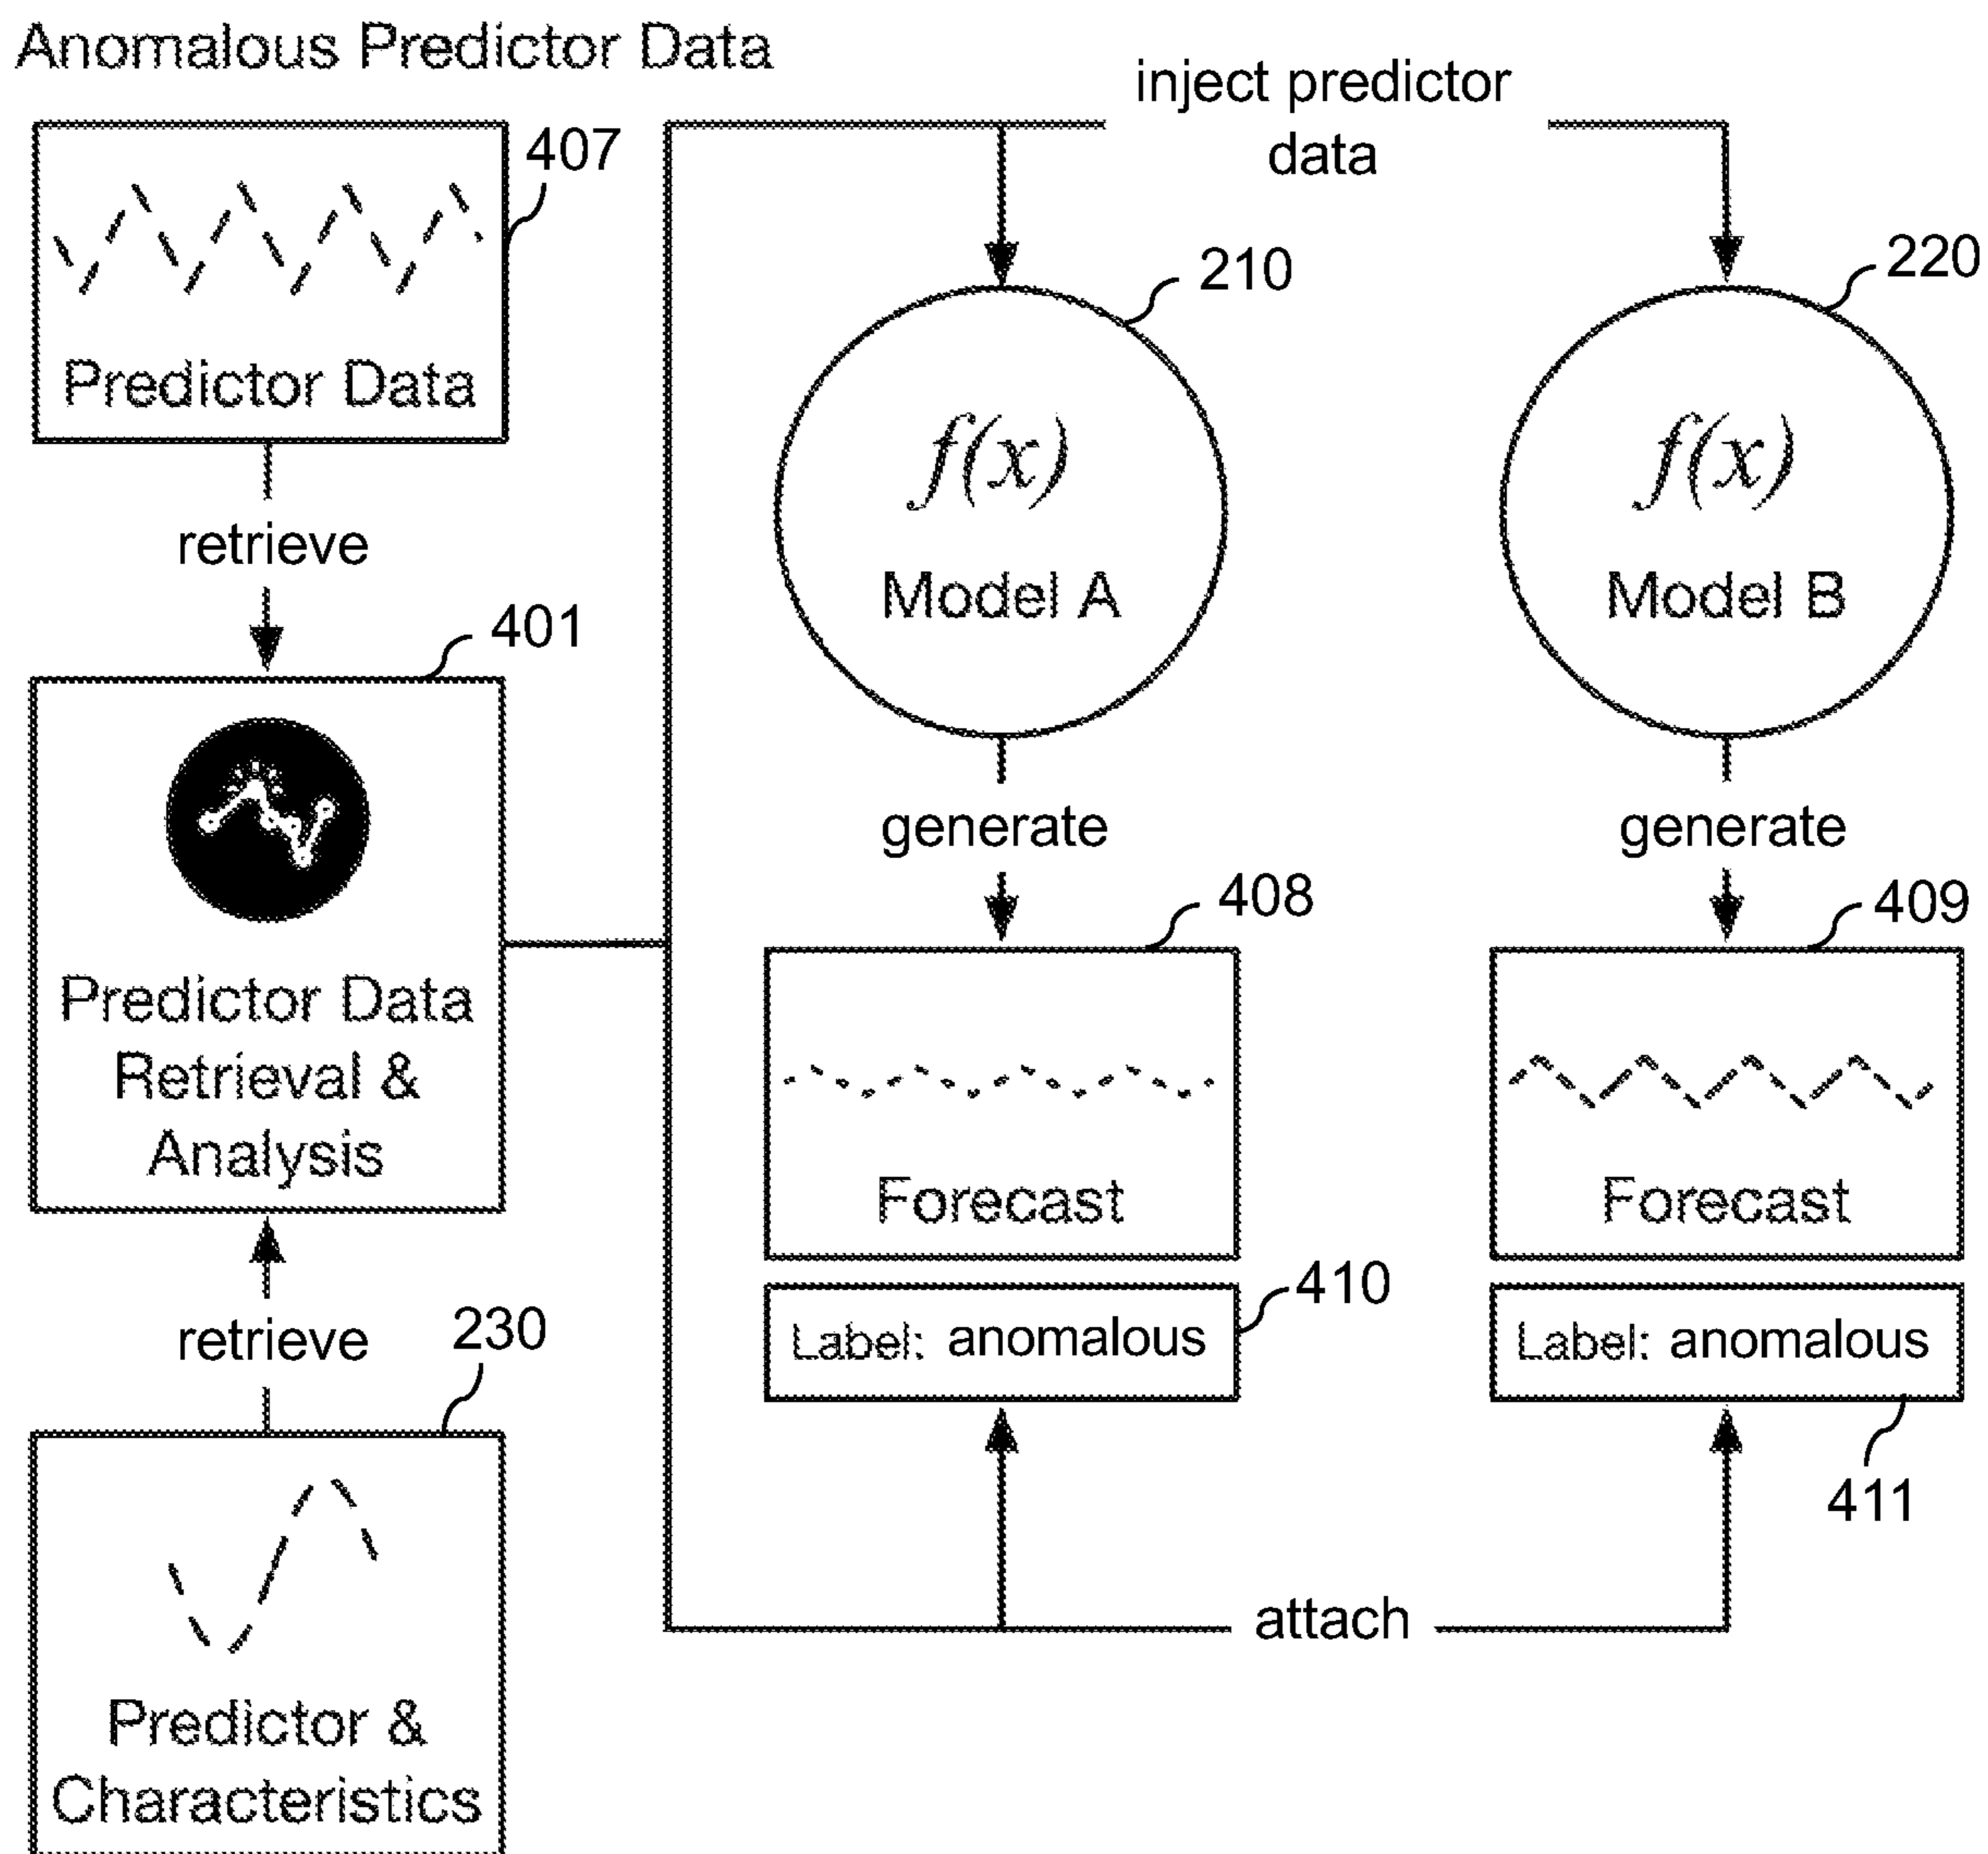 Anomalous Predictor Data
inject predictor
data
407
Predictor Data
210
f(x)
Model A
220
f(x)
Model B
retrieve
401
Predictor Data
Retrieval &
Analysis
generate
generate
408
Forecast
409
Forecast
410
Label: anomalous
Label: anomalous
411
retrieve
230
Predictor &
Characteristics
attach